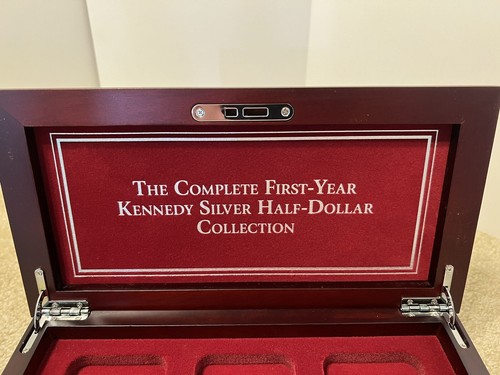 The Complete First-Year
Kennedy Silver Half-Dollar
Collection